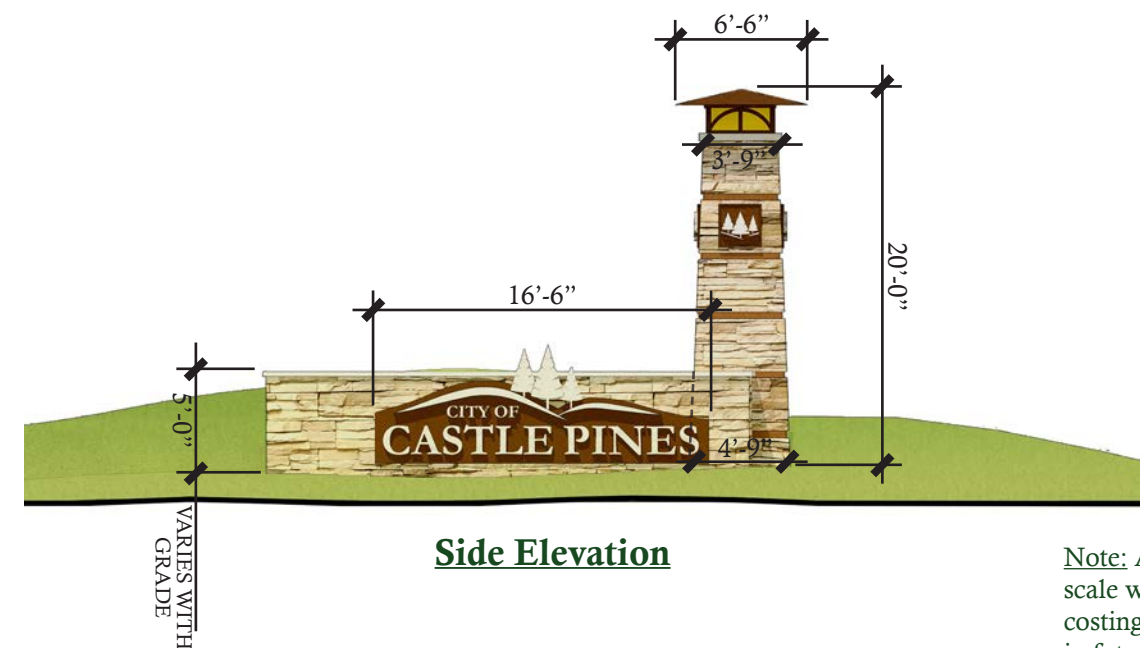 6’-6”
3’-9”
20’-0”
16’-6”
5’-0”
CITY OF
CASTLE PINES
4’-9”
VARIES WITH
GRADE
Side Elevation
Note:
scale
costing